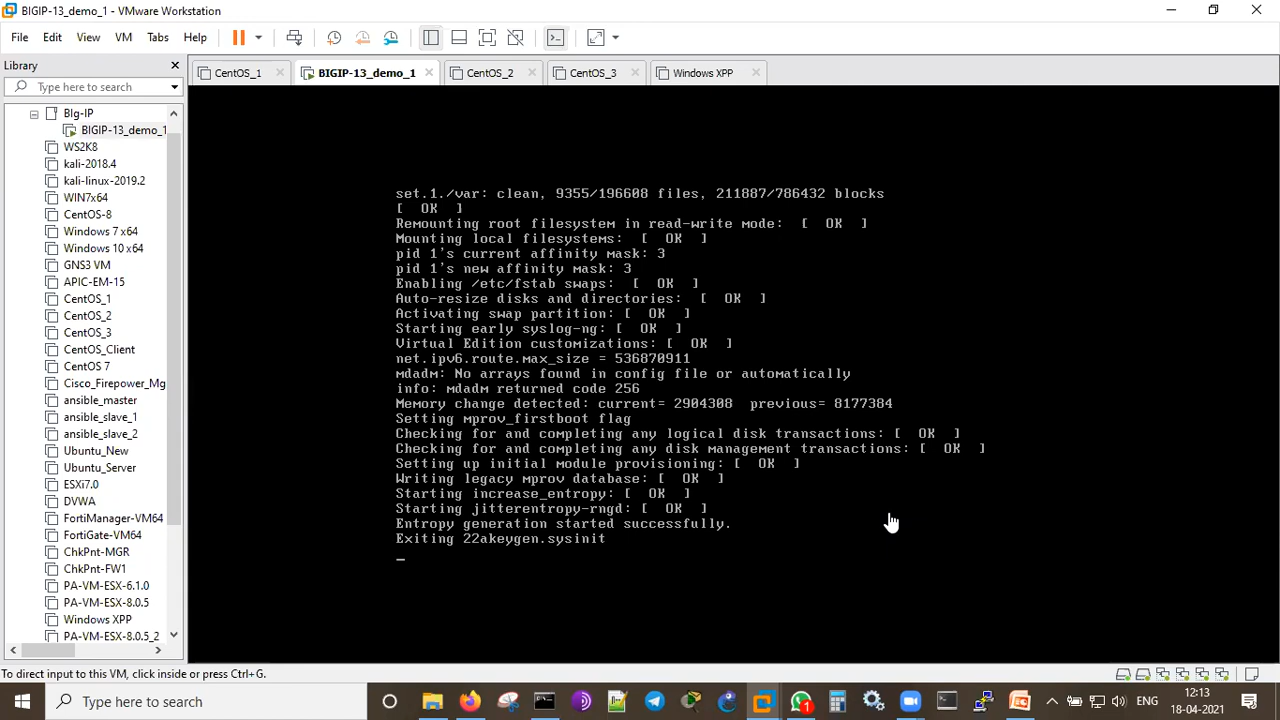 BIGIP-13_demo_1 - VMware Workstation
File Edit View VM Tabs Help
Library
Type here to search
BIg-IP
BIGIP-13_demo_1
WS2K8
kali-2018.4
kali-linux-2019.2
WIN7x64
CentOS-8
Windows 7 x64
Windows 10 x64
GNS3 VM
APIC-EM-15
CentOS_1
CentOS_2
CentOS_3
CentOS_Client
CentOS 7
Cisco_Firepower_Mg
ansible_master
ansible_slave_1
ansible_slave_2
Ubuntu_New
Ubuntu_Server
ESXi7.0
DVWA
FortiManager-VM64
FortiGate-VM64
ChkPnt-MGR
ChkPnt-FW1
PA-VM-ESX-6.1.0
PA-VM-ESX-8.0.5
Windows XPP
PA-VM-ESX-8.0.5_2
CentOS_1 BIGIP-13_demo_1 CentOS_2 CentOS_3 Windows XPP
set.1./var: clean, 9355/196608 files, 211887/786432 blocks
[ OK ]
Remounting root filesystem in read-write mode: [ OK ]
Mounting local filesystems: [ OK ]
pid 1's current affinity mask: 3
pid 1's new affinity mask: 3
Enabling /etc/fstab swaps: [ OK ]
Auto-resize disks and directories: [ OK ]
Activating swap partition: [ OK ]
Starting early syslog-ng: [ OK ]
Virtual Edition customizations: [ OK ]
net.ipv6.route.max_size = 536870911
mdadm: No arrays found in config file or automatically
info: mdadm returned code 256
Memory change detected: current= 2904308 previous= 8177384
Setting mprov_firstboot flag
Checking for and completing any logical disk transactions: [ OK ]
Checking for and completing any disk management transactions: [ OK ]
Setting up initial module provisioning: [ OK ]
Writing legacy mprov database: [ OK ]
Starting increase_entropy: [ OK ]
Starting jitterentropy-rngd: [ OK ]
Entropy generation started successfully.
Exiting 22akeygen.sysinit
_
To direct input to this VM, click inside or press Ctrl+G.
Type here to search
1
ENG
12:13
18-04-2021